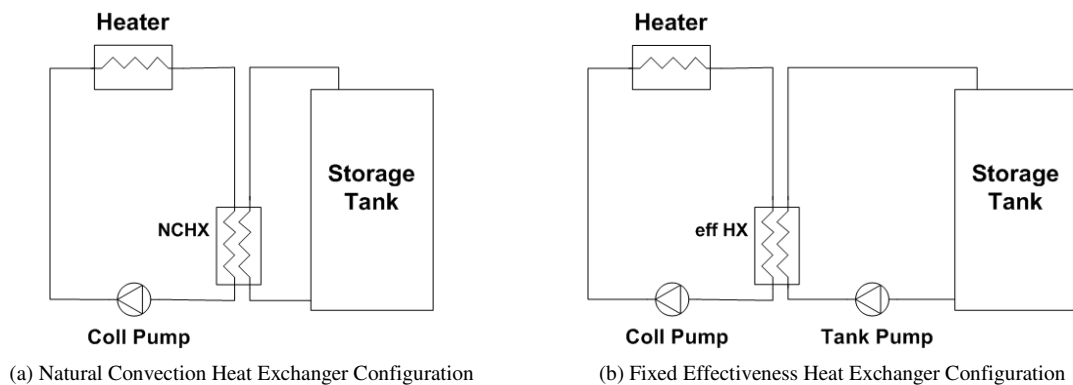 Heater
Storage
Tank
NCHX
Coll Pump
(a) Natural Convection Heat Exchanger Configuration
Heater
Storage
Tank
eff HX
Coll Pump
Tank Pump
(b) Fixed Effectiveness Heat Exchanger Configuration